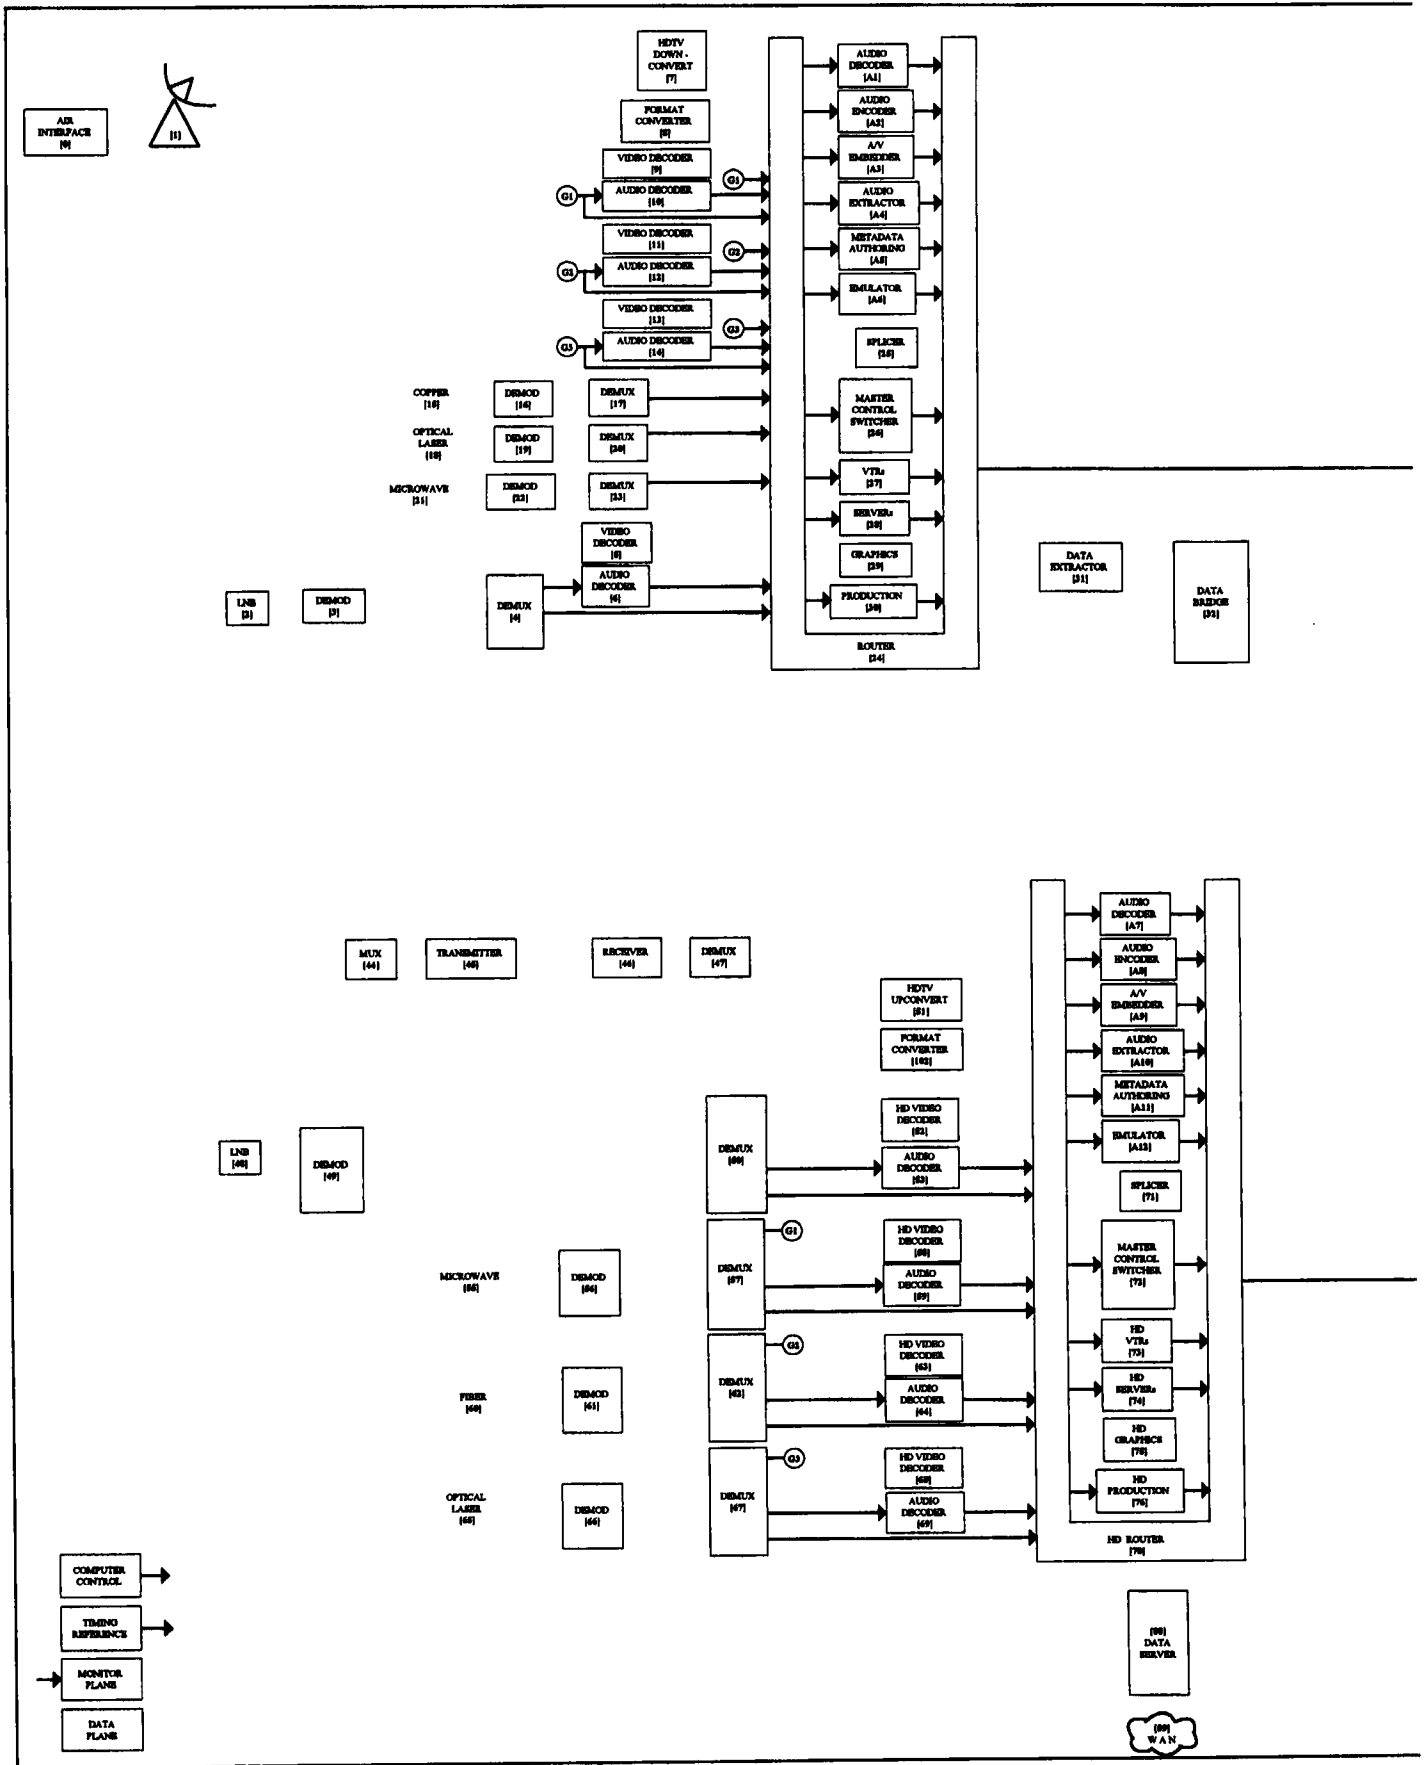 AIR
INTERFACE
[0]
[1]
HDTV
DOWN -
CONVERT
[7]
FORMAT
CONVERTER
[8]
VIDEO DECODER
[9]
G1
G1
AUDIO DECODER
[10]
VIDEO DECODER
[11]
G2
G2
AUDIO DECODER
[12]
VIDEO DECODER
[13]
G3
G3
AUDIO DECODER
[14]
COPPER
[15]
DEMOD
[16]
DEMUX
[17]
OPTICAL
LASER
[18]
DEMOD
[19]
DEMUX
[20]
MICROWAVE
[21]
DEMOD
[22]
DEMUX
[23]
VIDEO
DECODER
[5]
AUDIO
DECODER
[6]
LNB
[2]
DEMOD
[3]
DEMUX
[4]
AUDIO
DECODER
[A1]
AUDIO
ENCODER
[A2]
A/V
EMBEDDER
[A3]
AUDIO
EXTRACTOR
[A4]
METADATA
AUTHORING
[A5]
EMULATOR
[A6]
SPLICER
[25]
MASTER
CONTROL
SWITCHER
[26]
VTRs
[27]
SERVERs
[28]
GRAPHICS
[29]
PRODUCTION
[30]
ROUTER
[24]
DATA
EXTRACTOR
[31]
DATA
BRIDGE
[32]
MUX
[44]
TRANSMITTER
[45]
RECEIVER
[46]
DEMUX
[47]
HDTV
UPCONVERT
[51]
FORMAT
CONVERTER
[102]
LNB
[48]
DEMOD
[49]
DEMUX
[50]
HD VIDEO
DECODER
[52]
AUDIO
DECODER
[53]
MICROWAVE
[55]
DEMOD
[56]
DEMUX
[57]
G1
HD VIDEO
DECODER
[58]
AUDIO
DECODER
[59]
FIBER
[60]
DEMOD
[61]
DEMUX
[62]
G2
HD VIDEO
DECODER
[63]
AUDIO
DECODER
[64]
OPTICAL
LASER
[65]
DEMOD
[66]
DEMUX
[67]
G3
HD VIDEO
DECODER
[68]
AUDIO
DECODER
[69]
AUDIO
DECODER
[A7]
AUDIO
ENCODER
[A8]
A/V
EMBEDDER
[A9]
AUDIO
EXTRACTOR
[A10]
METADATA
AUTHORING
[A11]
EMULATOR
[A12]
SPLICER
[71]
MASTER
CONTROL
SWITCHER
[72]
HD
VTRs
[73]
HD
SERVERs
[74]
HD
GRAPHICS
[75]
HD
PRODUCTION
[76]
HD ROUTER
[70]
COMPUTER
CONTROL
TIMING
REFERENCE
MONITOR
PLANE
DATA
PLANE
[88]
DATA
SERVER
[89]
WAN